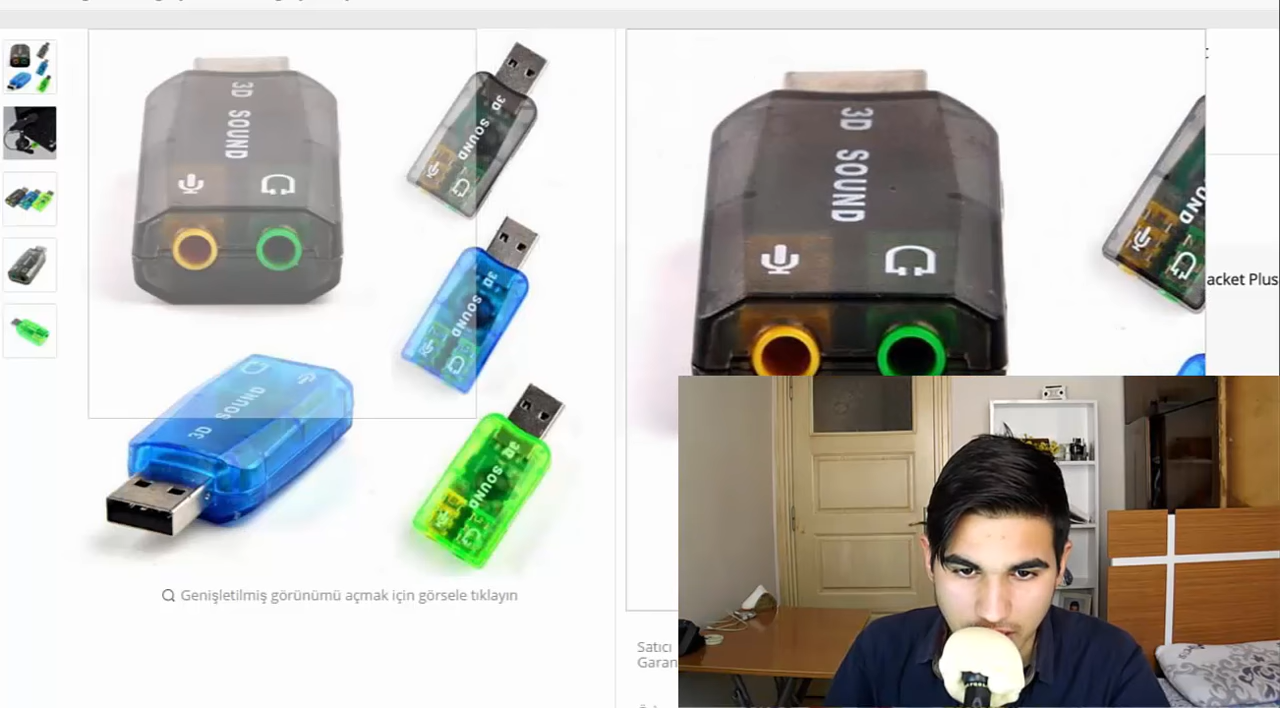 3D SOUND
3D SOUND
3D SOUND
3D SOUND
3D SOUND
Genişletilmiş görünümü açmak için görsele tıklayın
3D SOUND
UND
acket Plus
Satıcı
Garan